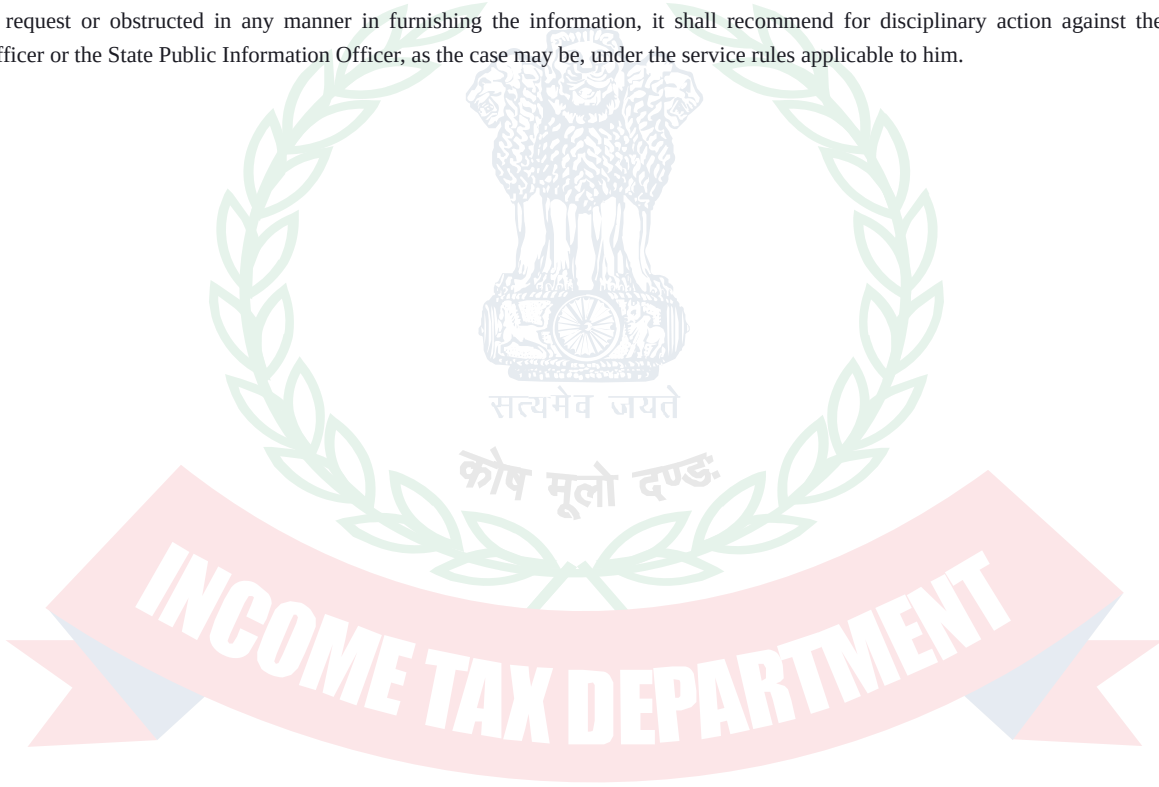 request or obstructed in any manner in furnishing the information, it shall recommend for disciplinary action against the
fficer or the State Public Information Officer, as the case may be, under the service rules applicable to him.
सत्यमेव जयते
कोष मूलो दण्डः
INCOME TAX DEPARTMENT